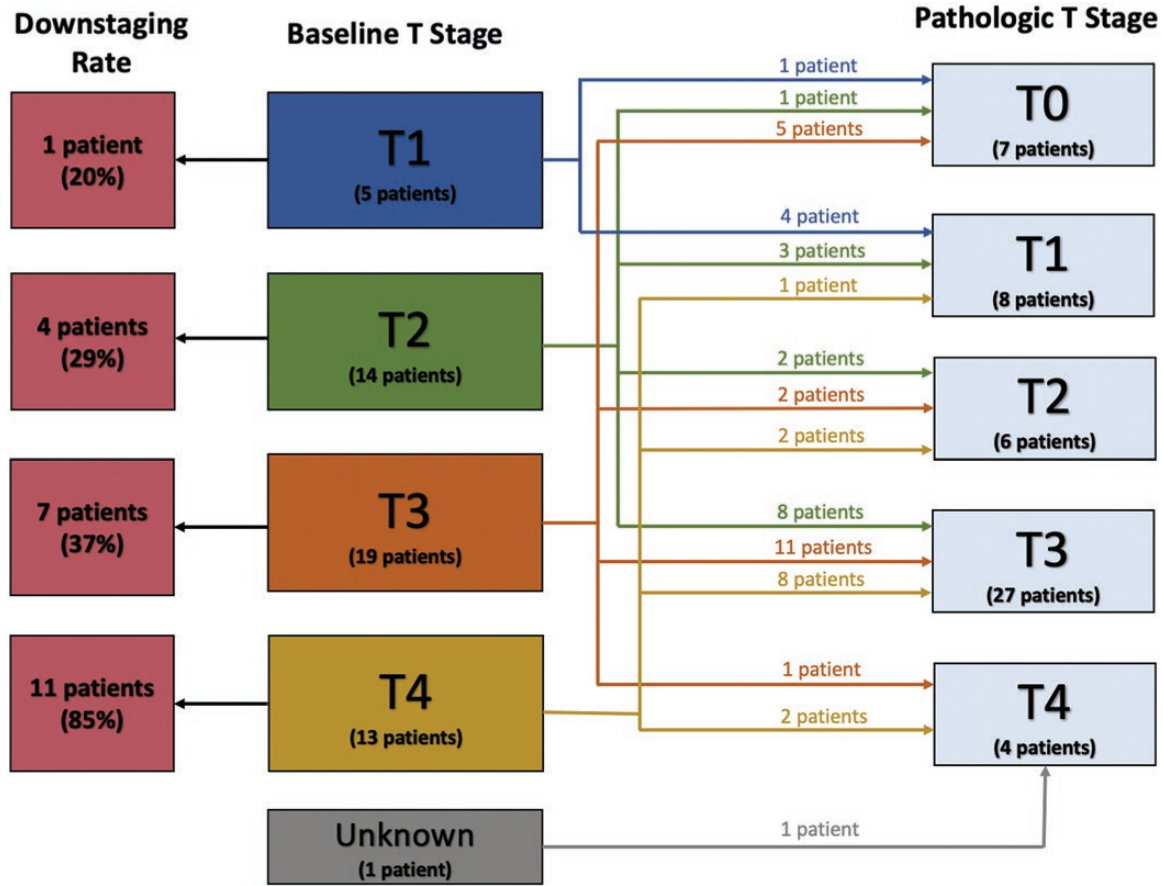 Downstaging
Rate
Baseline T Stage
Pathologic T Stage
1 patient
(20%)
T1
(5 patients)
1 patient
1 patient
5 patients
T0
(7 patients)
4 patients
(29%)
T2
(14 patients)
4 patient
3 patients
1 patient
T1
(8 patients)
7 patients
(37%)
T3
(19 patients)
2 patients
2 patients
2 patients
T2
(6 patients)
11 patients
(85%)
T4
(13 patients)
8 patients
11 patients
8 patients
T3
(27 patients)
1 patient
2 patients
T4
(4 patients)
Unknown
(1 patient)
1 patient